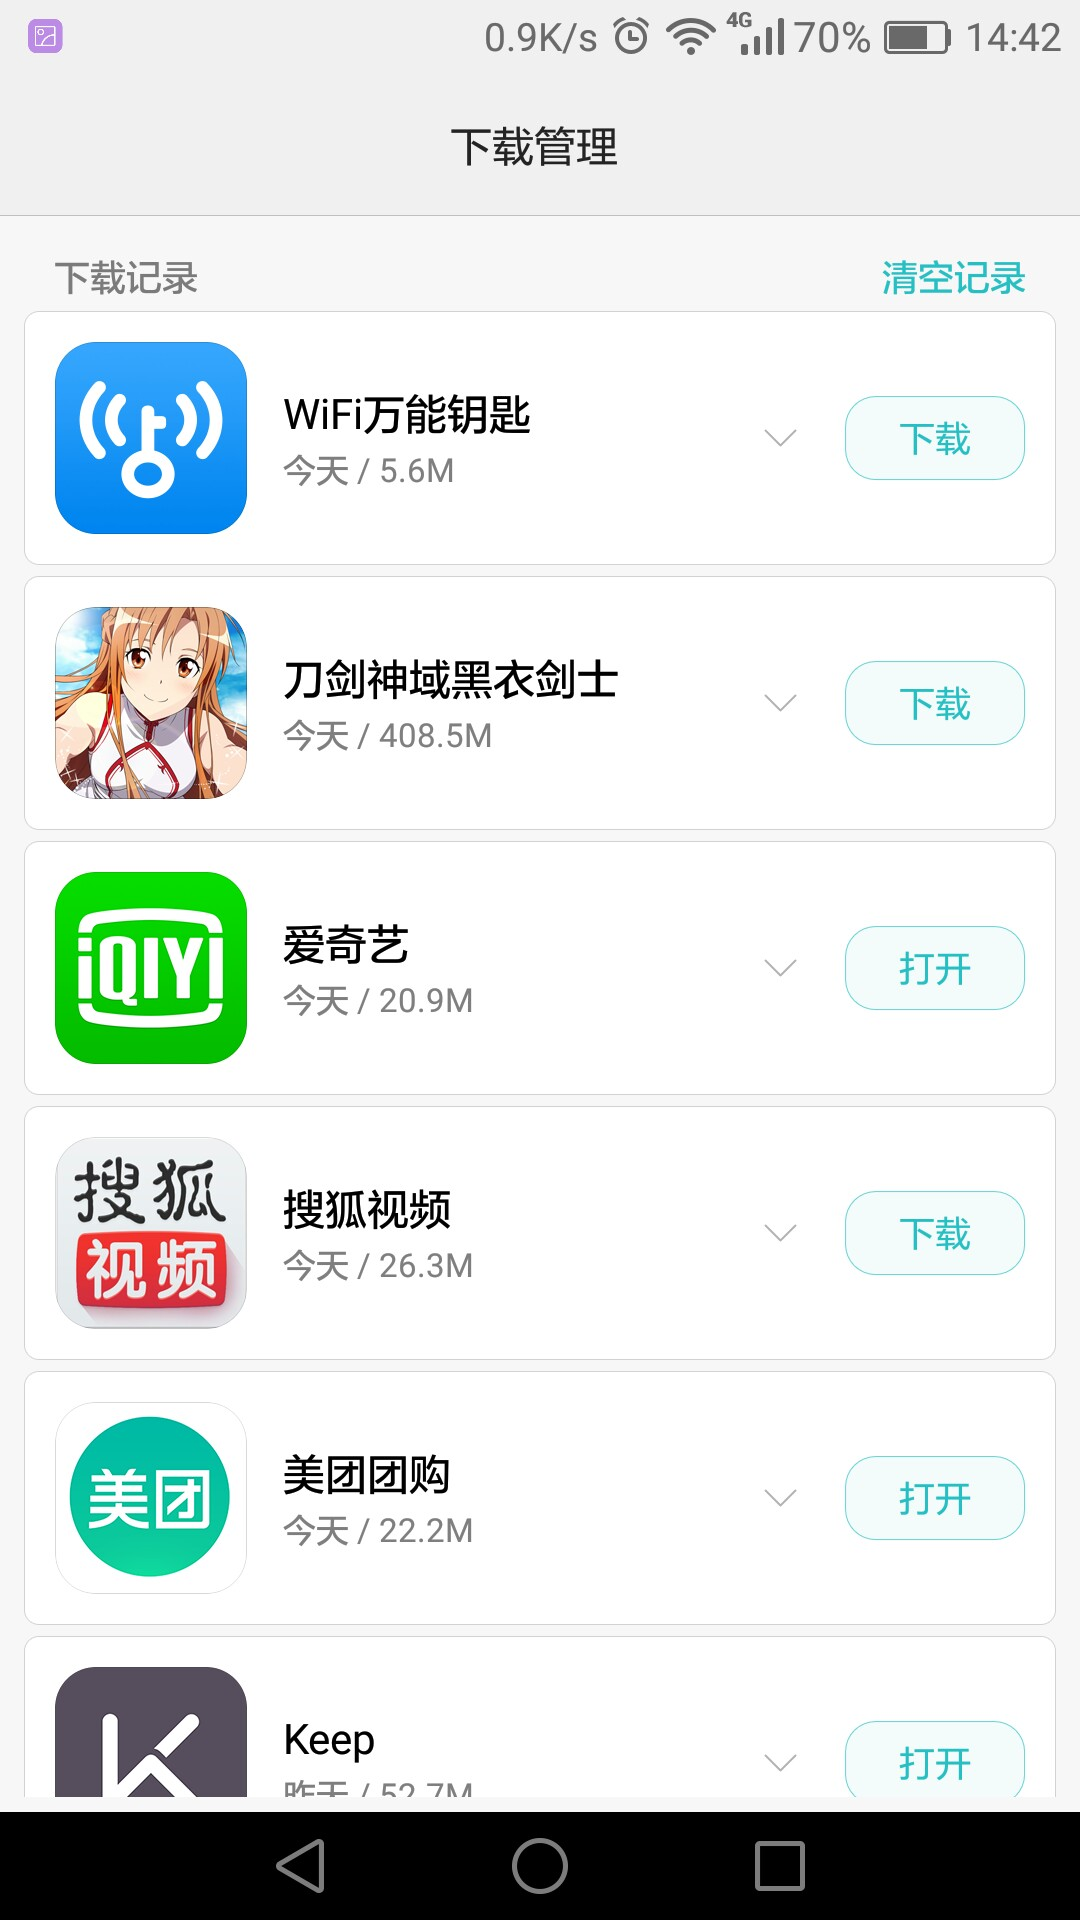 0.9K/s 4G 70% 14:42
下载管理
下载记录 清空记录
WiFi万能钥匙
今天 / 5.6M
下载
刀剑神域黑衣剑士
今天 / 408.5M
下载
iQIYI
爱奇艺
今天 / 20.9M
打开
搜狐
视频
搜狐视频
今天 / 26.3M
下载
美团
美团团购
今天 / 22.2M
打开
Keep
昨天 / 52.7M
打开